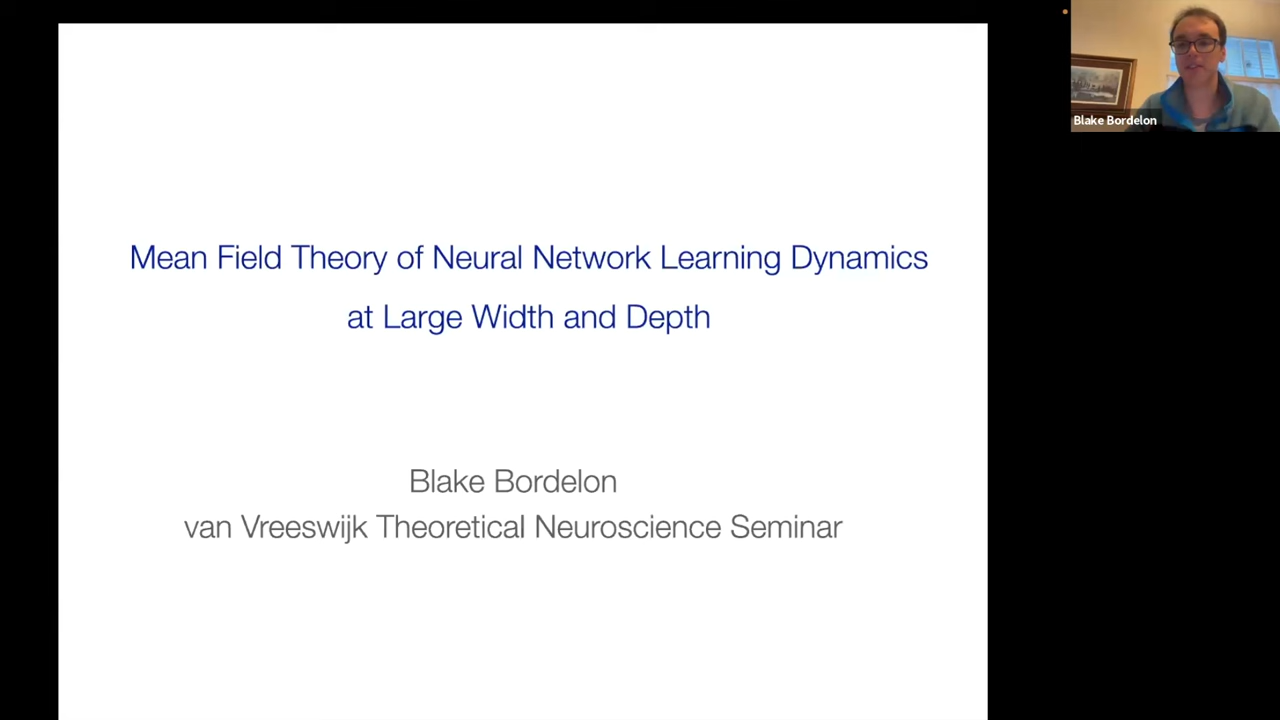 Mean Field Theory of Neural Network Learning Dynamics
at Large Width and Depth
Blake Bordelon
van Vreeswijk Theoretical Neuroscience Seminar
Blake Bordelon